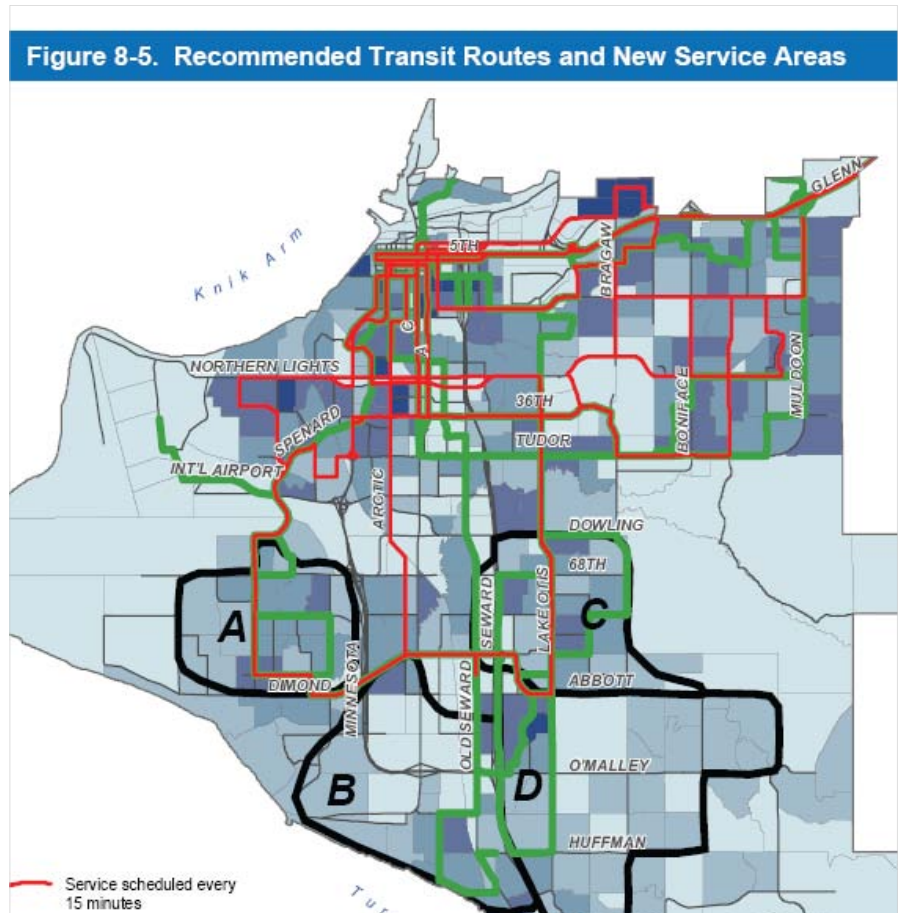 Figure 8-5. Recommended Transit Routes and New Service Areas
GLENN
Knik Arm
5TH
BRAGAW
C
A
NORTHERN LIGHTS
MULDOON
36TH
BONIFACE
SPENARD
TUDOR
INT'L AIRPORT
ARCTIC
DOWLING
68TH
SEWARD
LAKE OTIS
A
C
MINNESOTA
DIMOND
OLD SEWARD
ABBOTT
O'MALLEY
B
D
HUFFMAN
Service scheduled every
15 minutes